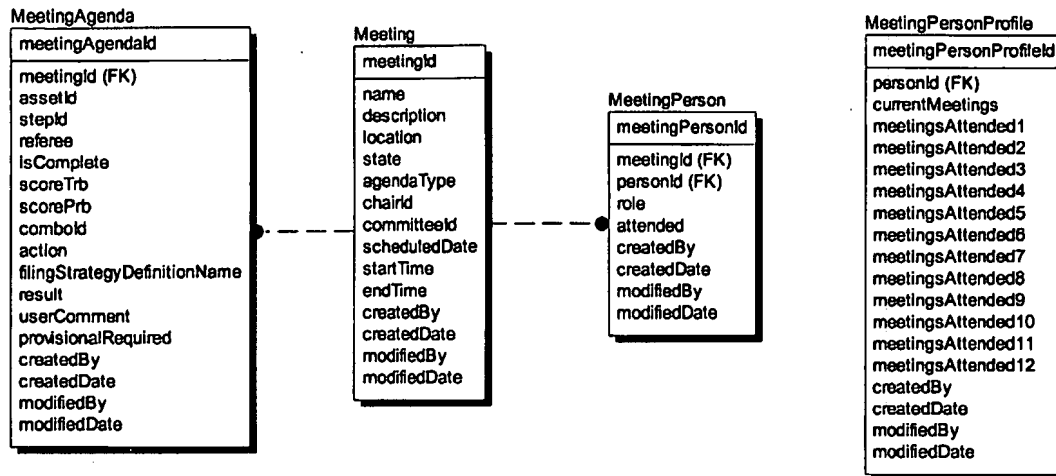 MeetingAgenda
meetingAgendaId
meetingId (FK)
assetId
stepId
referee
isComplete
scoreTrb
scorePrb
comboId
action
filingStrategyDefinitionName
result
userComment
provisionalRequired
createdBy
createdDate
modifiedBy
modifiedDate
Meeting
meetingId
name
description
location
state
agendaType
chairId
committeeId
scheduledDate
startTime
endTime
createdBy
createdDate
modifiedBy
modifiedDate
MeetingPerson
meetingPersonId
meetingId (FK)
personId (FK)
role
attended
createdBy
createdDate
modifiedBy
modifiedDate
MeetingPersonProfile
meetingPersonProfileId
personId (FK)
currentMeetings
meetingsAttended1
meetingsAttended2
meetingsAttended3
meetingsAttended4
meetingsAttended5
meetingsAttended6
meetingsAttended7
meetingsAttended8
meetingsAttended9
meetingsAttended10
meetingsAttended11
meetingsAttended12
createdBy
createdDate
modifiedBy
modifiedDate